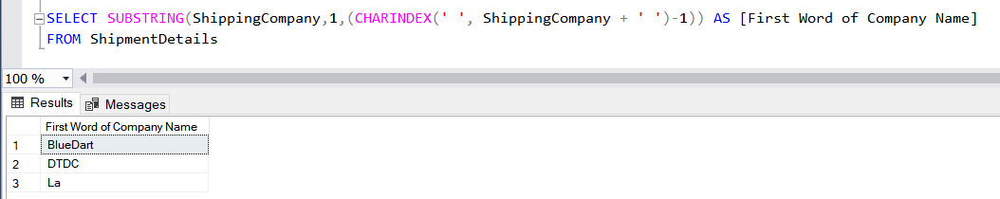 SELECT SUBSTRING(ShippingCompany,1,(CHARINDEX(' ', ShippingCompany + ' ')-1)) AS [First Word of Company Name]
FROM ShipmentDetails
100 %
Results Messages
First Word of Company Name
1 BlueDart
2 DTDC
3 La